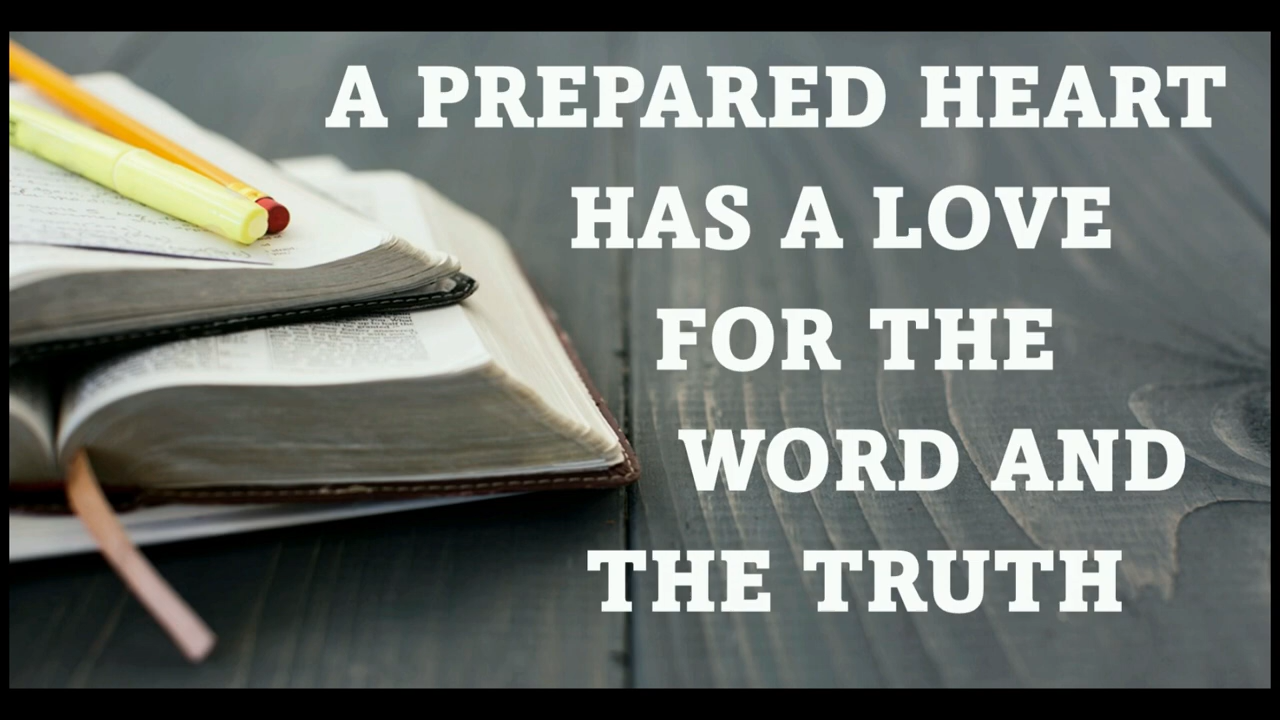 A PREPARED HEART
HAS A LOVE
FOR THE
WORD AND
THE TRUTH